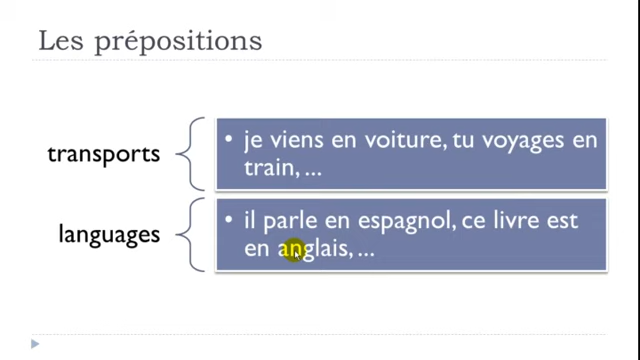 Les prépositions
transports
• je viens en voiture, tu voyages en
train, ...
languages
• il parle en espagnol, ce livre est
en anglais, ...